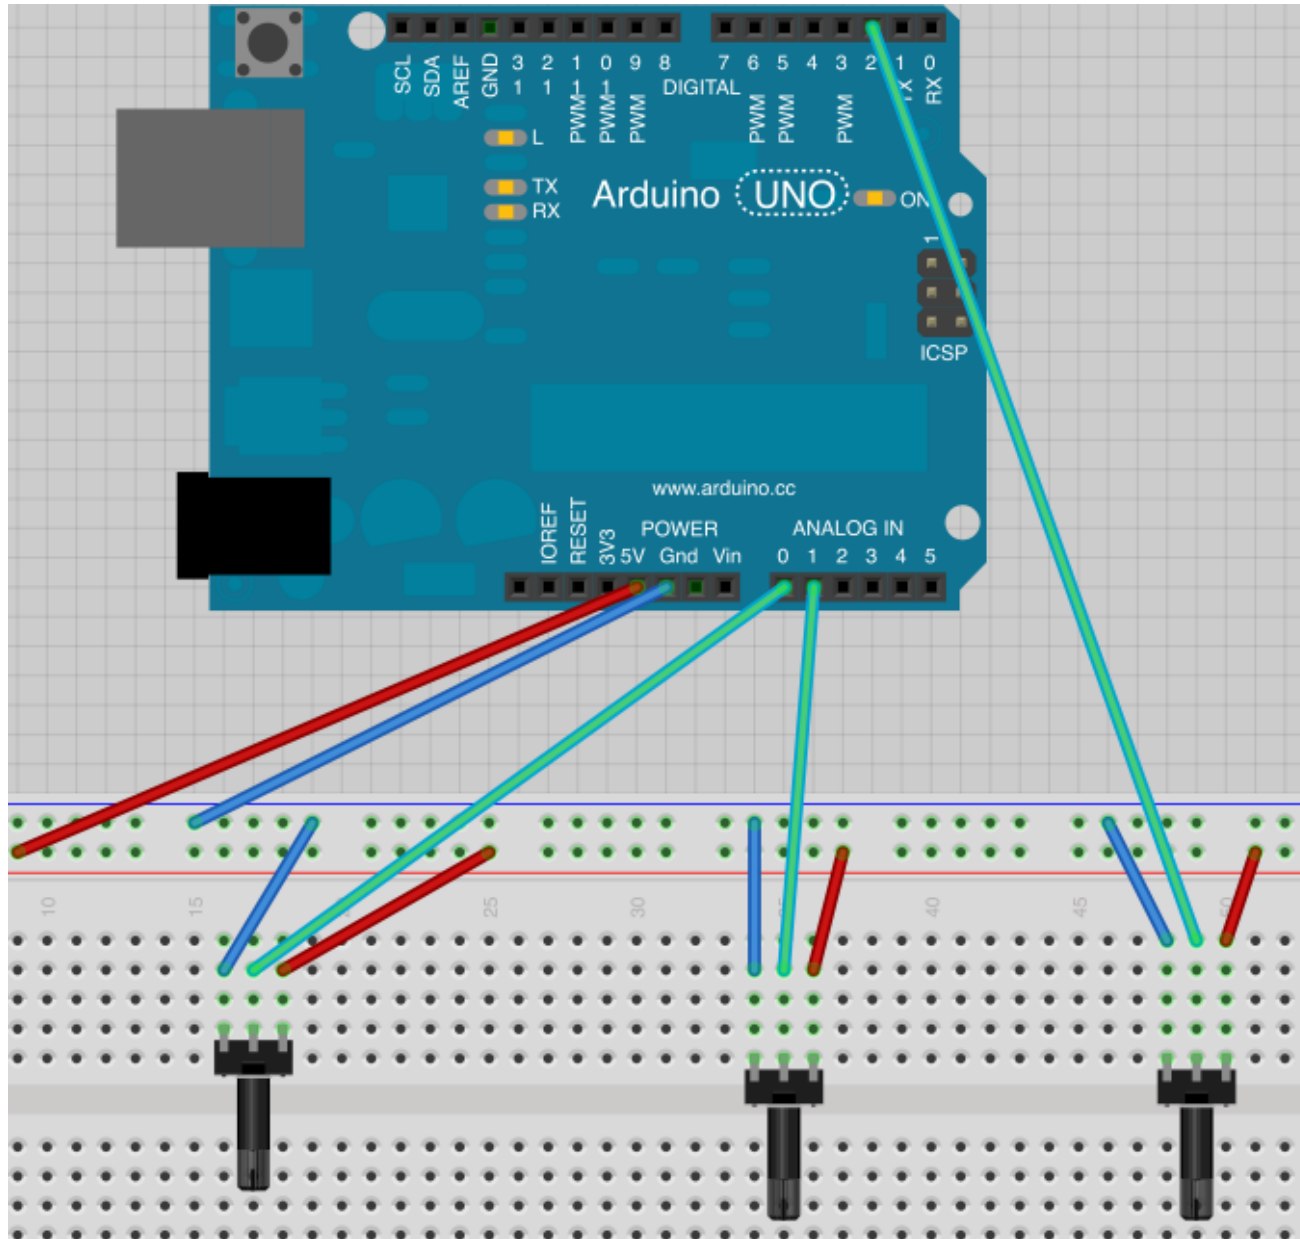 SCL SDA AREF GND 13 12 11 10 9 8 7 6 5 4 3 2 1 0
DIGITAL
PWM PWM PWM PWM PWM PWM TX RX
L
TX
RX
Arduino UNO
ON
1
ICSP
www.arduino.cc
IOREF RESET 3V3
POWER ANALOG IN
5V Gnd Vin 0 1 2 3 4 5
10 15 25 30 40 45 50